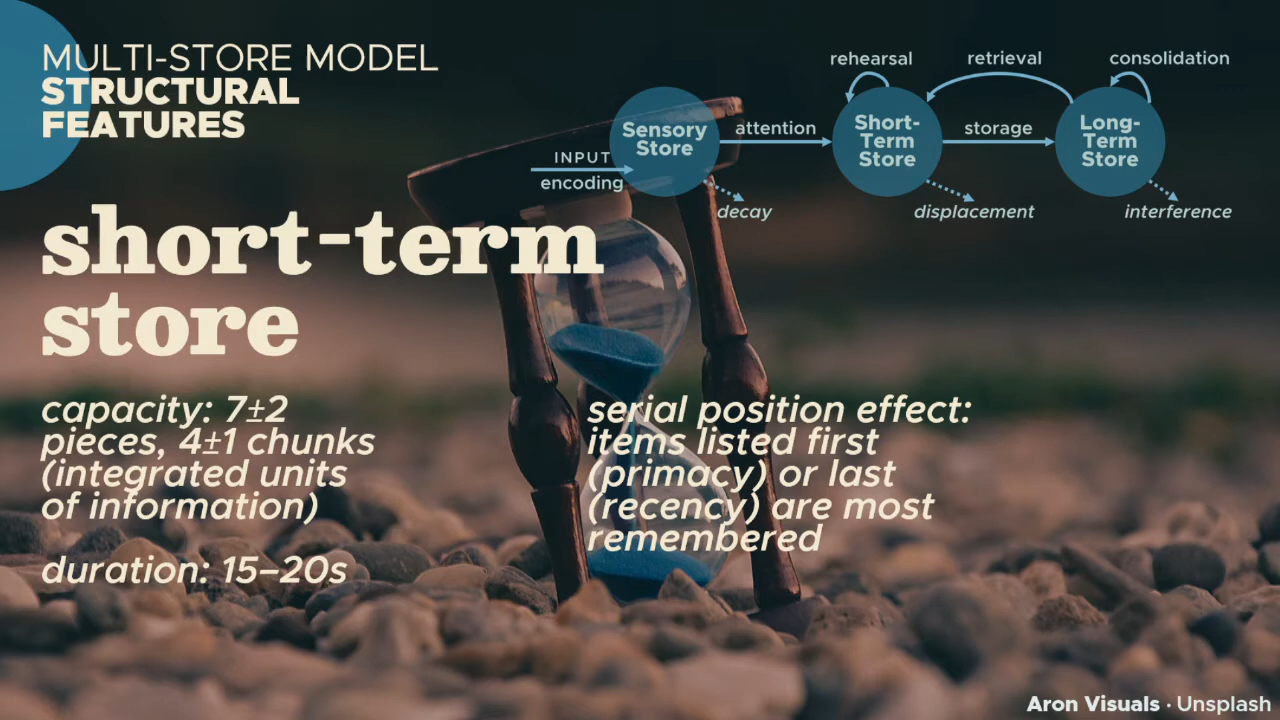 MULTI-STORE MODEL
STRUCTURAL
FEATURES
rehearsal
retrieval
consolidation
Sensory
Store
attention
Short-
Term
Store
storage
Long-
Term
Store
INPUT
encoding
decay
displacement
interference
short-term
store
capacity: 7±2
pieces, 4±1 chunks
(integrated units
of information)
duration: 15–20s
serial position effect:
items listed first
(primacy) or last
(recency) are most
remembered
Aron Visuals · Unsplash